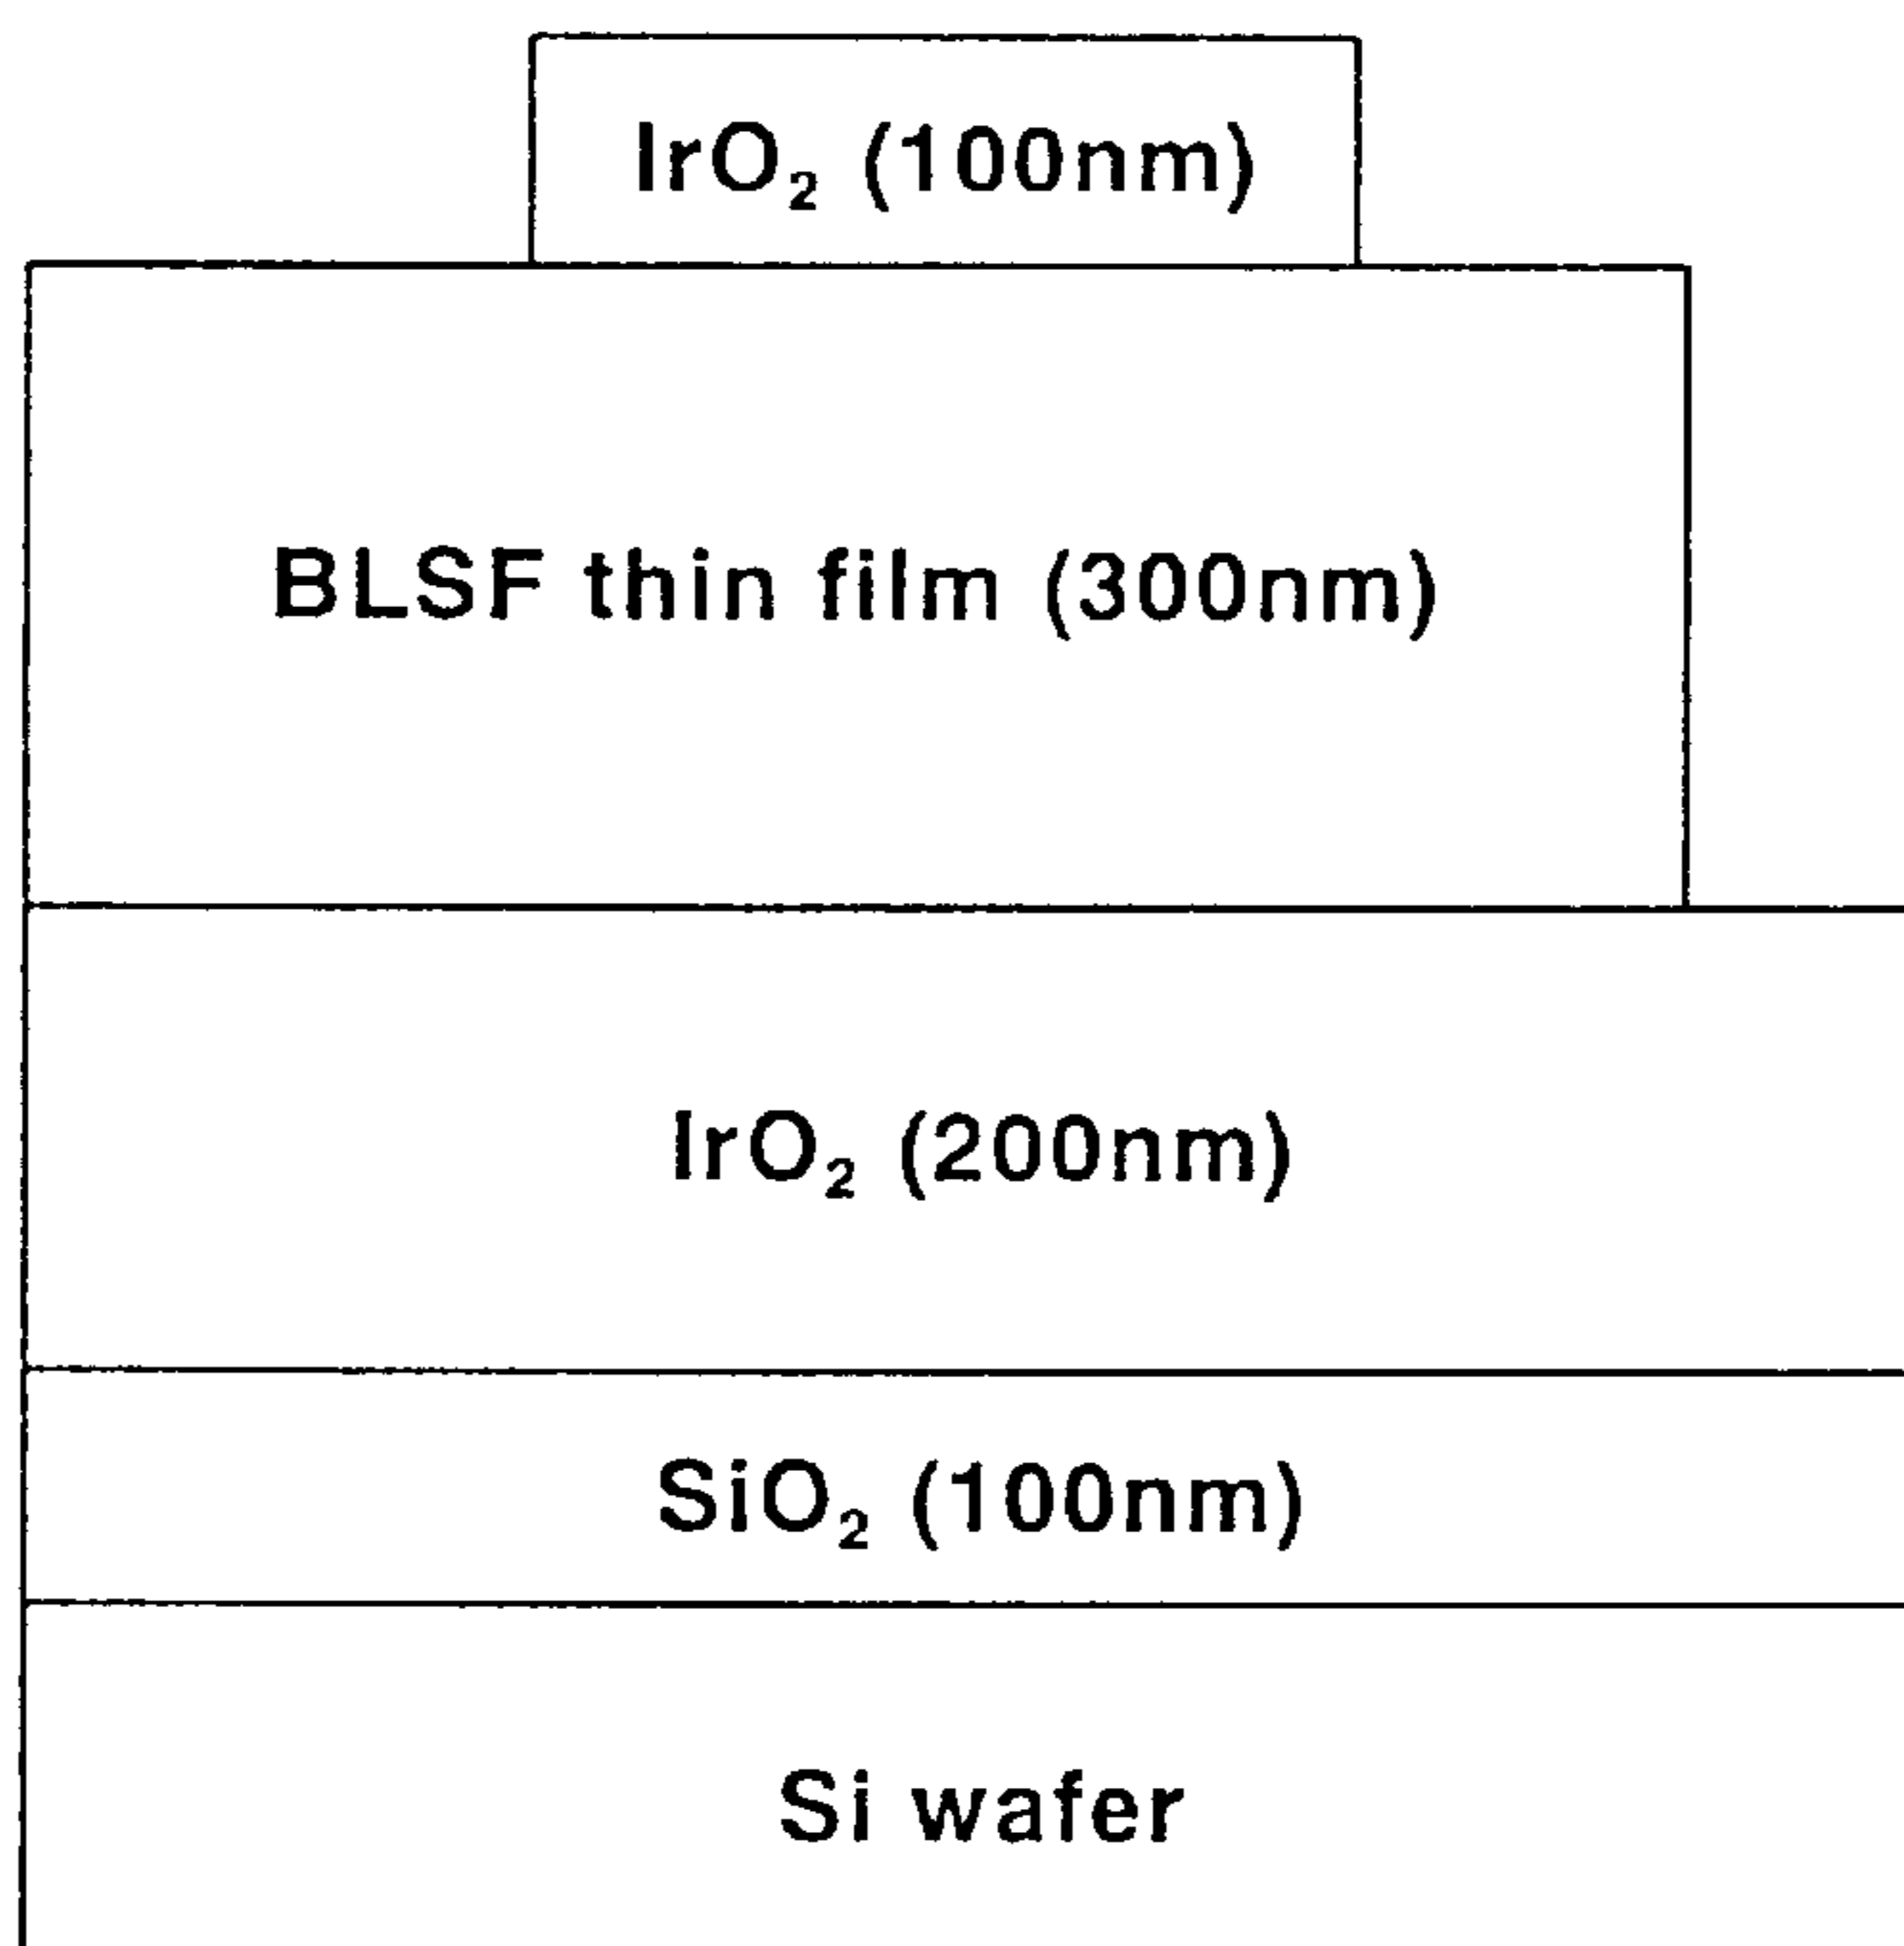 IrO₂ (100nm)
BLSF thin film (300nm)
IrO₂ (200nm)
SiO₂ (100nm)
Si wafer